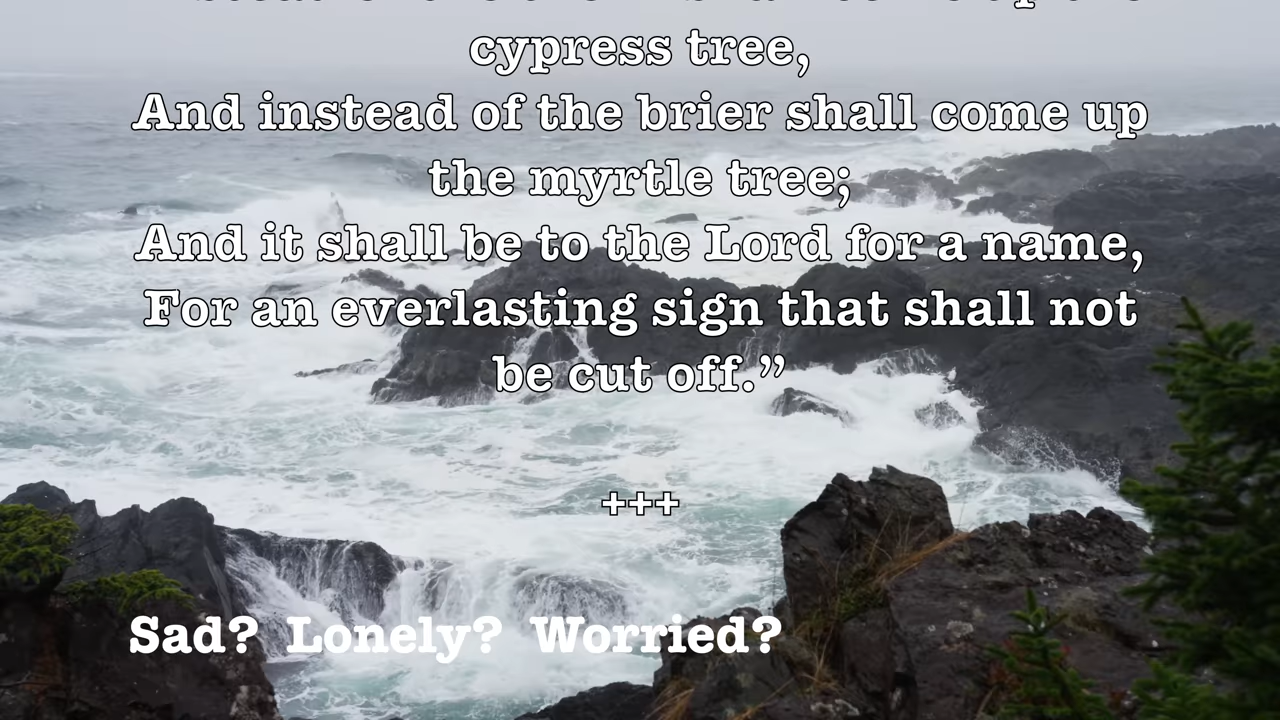 cypress tree,
And instead of the brier shall come up
the myrtle tree;
And it shall be to the Lord for a name,
For an everlasting sign that shall not
be cut off.”
+++
Sad?  Lonely?  Worried?